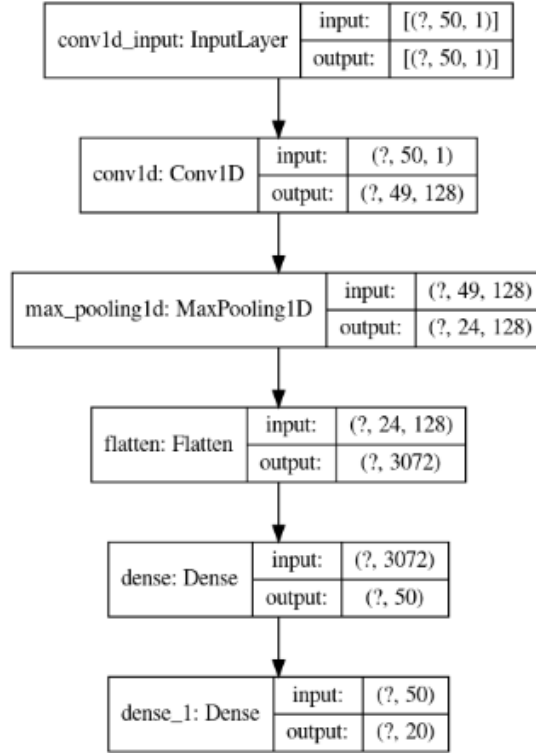 conv1d_input: InputLayer
input: [(?, 50, 1)]
output: [(?, 50, 1)]
conv1d: Conv1D
input: (?, 50, 1)
output: (?, 49, 128)
max_pooling1d: MaxPooling1D
input: (?, 49, 128)
output: (?, 24, 128)
flatten: Flatten
input: (?, 24, 128)
output: (?, 3072)
dense: Dense
input: (?, 3072)
output: (?, 50)
dense_1: Dense
input: (?, 50)
output: (?, 20)